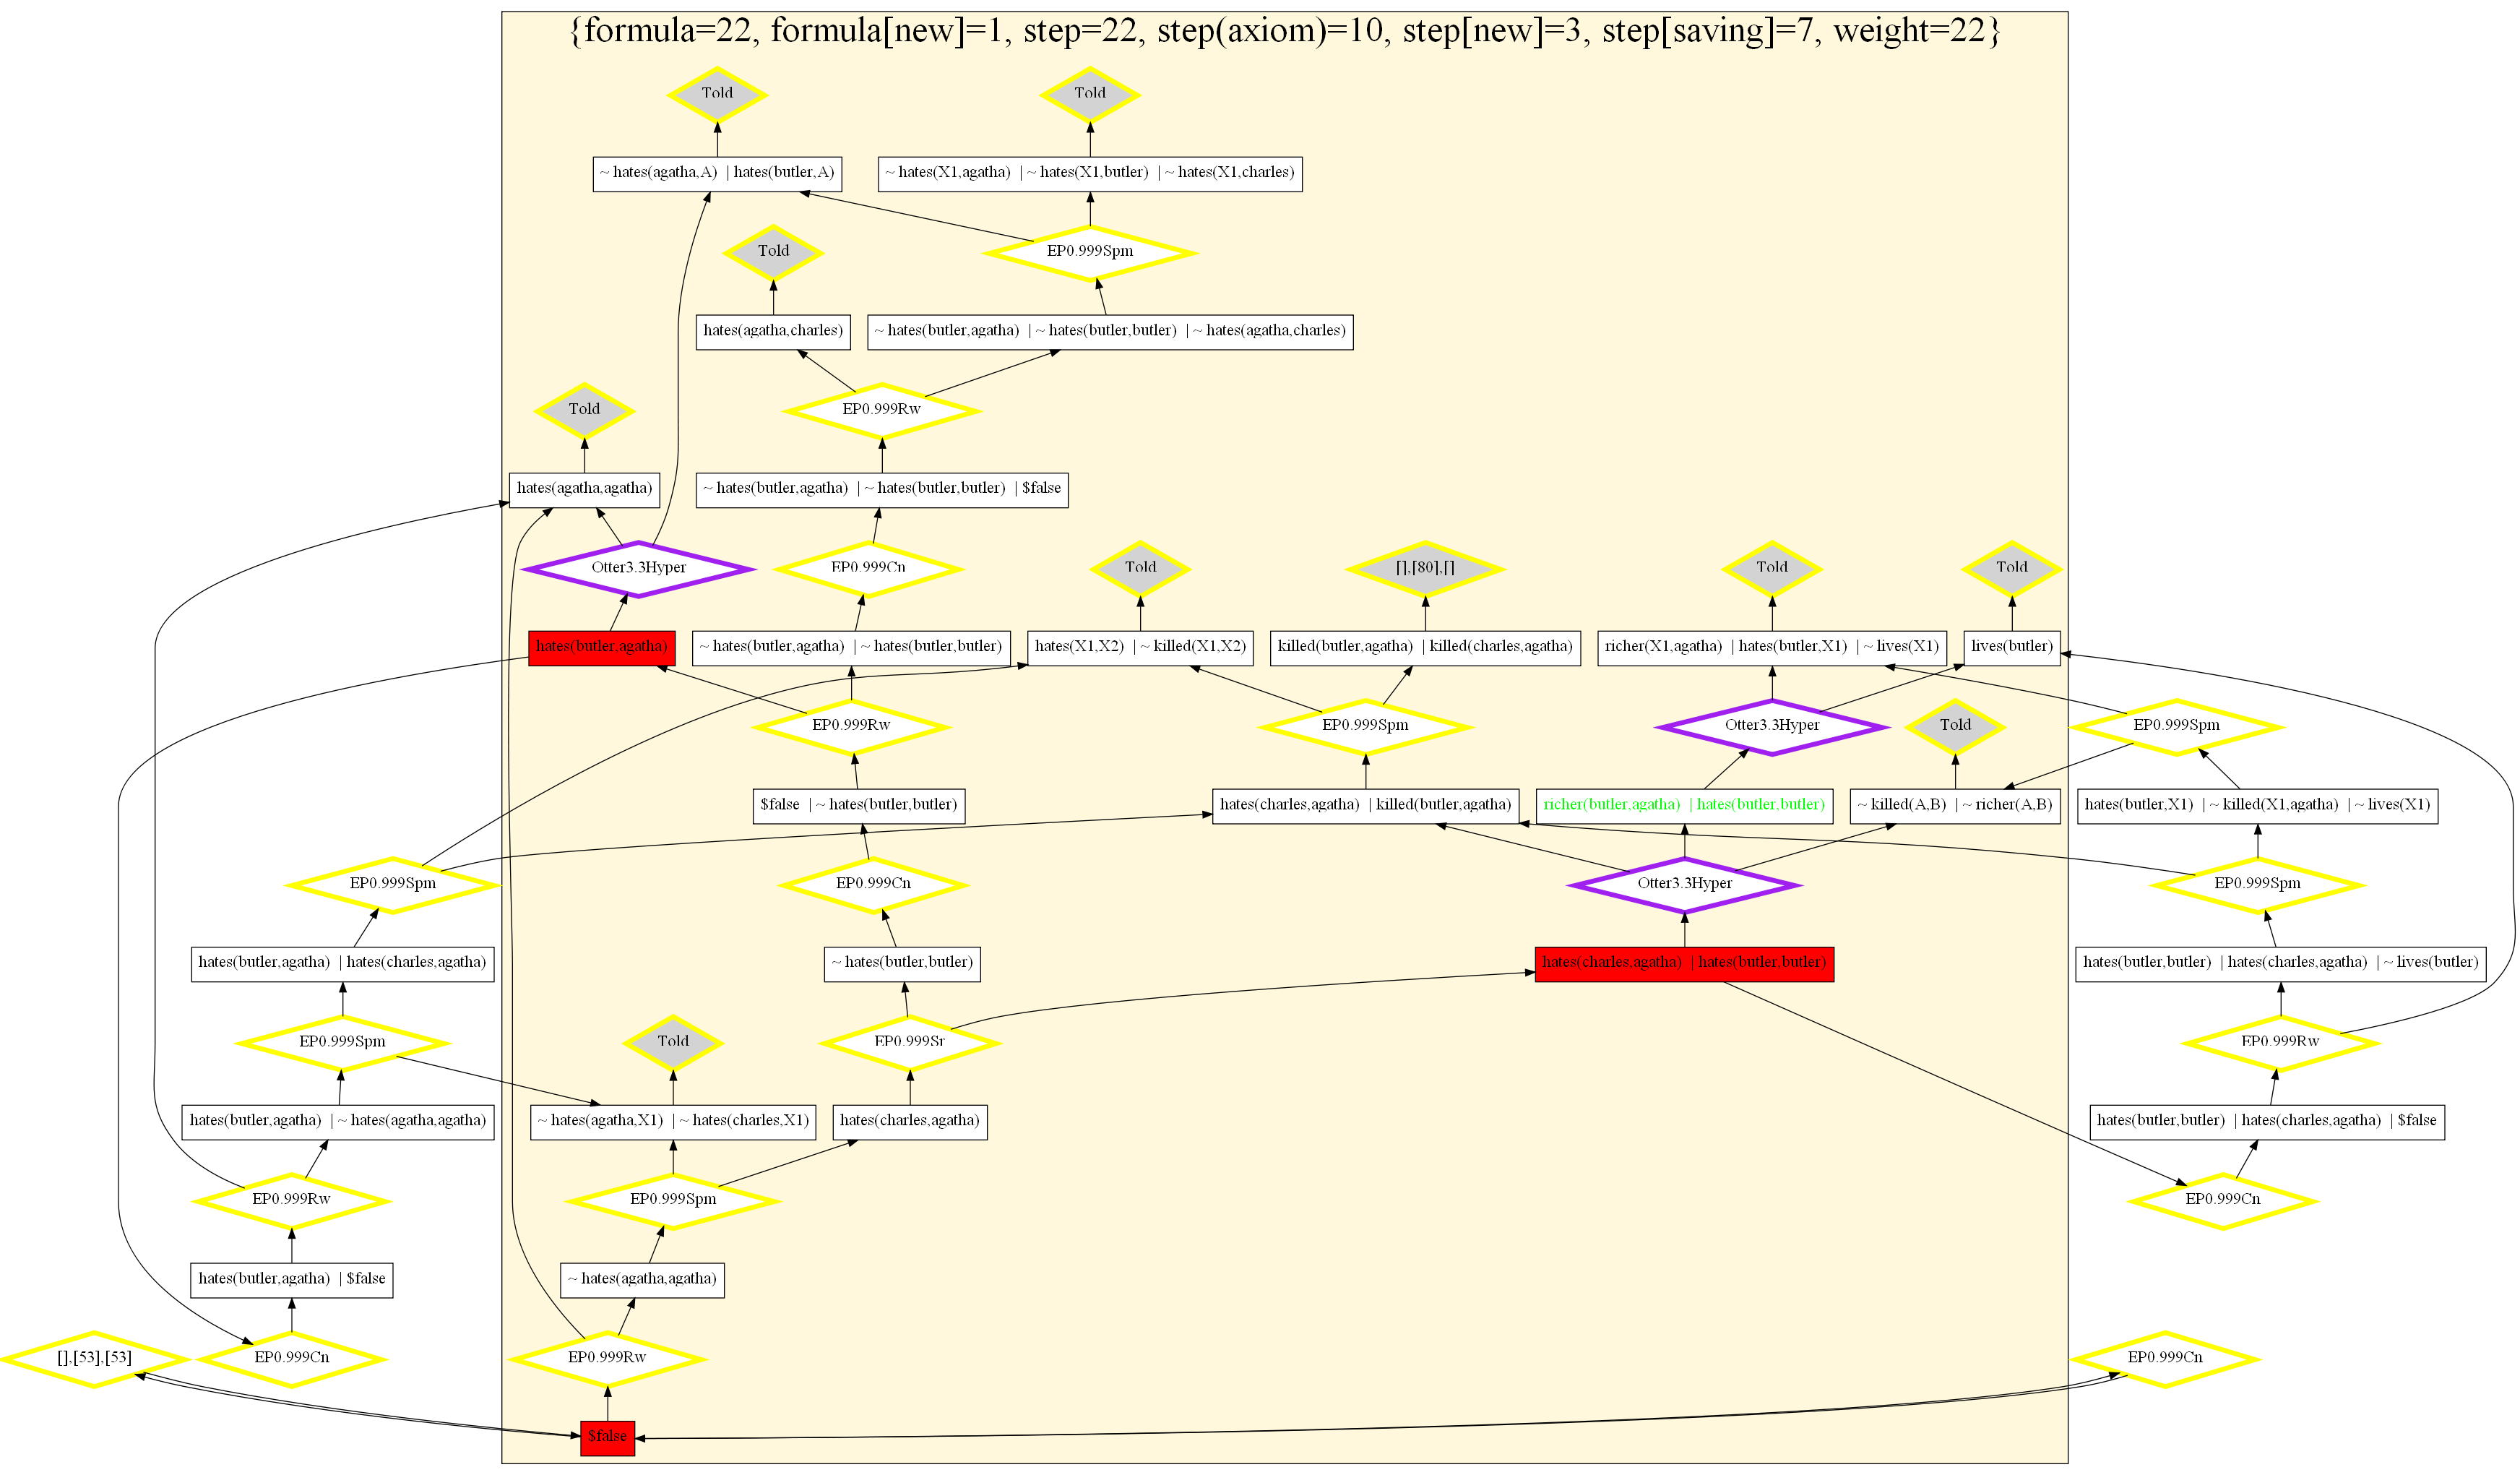 {formula=22, formula[new]=1, step=22, step(axiom)=10, step[new]=3, step[saving]=7, weight=22}
Told
Told
~ hates(agatha,A) | hates(butler,A)
~ hates(X1,agatha) | ~ hates(X1,butler) | ~ hates(X1,charles)
Told
EP0.999Spm
hates(agatha,charles)
~ hates(butler,agatha) | ~ hates(butler,butler) | ~ hates(agatha,charles)
Told
EP0.999Rw
hates(agatha,agatha)
~ hates(butler,agatha) | ~ hates(butler,butler) | $false
Otter3.3Hyper
EP0.999Cn
Told
[],[80],[]
Told
Told
hates(butler,agatha)
~ hates(butler,agatha) | ~ hates(butler,butler)
hates(X1,X2) | ~ killed(X1,X2)
killed(butler,agatha) | killed(charles,agatha)
richer(X1,agatha) | hates(butler,X1) | ~ lives(X1)
lives(butler)
EP0.999Rw
EP0.999Spm
Otter3.3Hyper
Told
EP0.999Spm
$false | ~ hates(butler,butler)
hates(charles,agatha) | killed(butler,agatha)
richer(butler,agatha) | hates(butler,butler)
~ killed(A,B) | ~ richer(A,B)
hates(butler,X1) | ~ killed(X1,agatha) | ~ lives(X1)
EP0.999Spm
EP0.999Cn
Otter3.3Hyper
EP0.999Spm
hates(butler,agatha) | hates(charles,agatha)
~ hates(butler,butler)
hates(charles,agatha) | hates(butler,butler)
hates(butler,butler) | hates(charles,agatha) | ~ lives(butler)
EP0.999Spm
Told
EP0.999Sr
EP0.999Rw
hates(butler,agatha) | ~ hates(agatha,agatha)
~ hates(agatha,X1) | ~ hates(charles,X1)
hates(charles,agatha)
hates(butler,butler) | hates(charles,agatha) | $false
EP0.999Rw
EP0.999Spm
EP0.999Cn
hates(butler,agatha) | $false
~ hates(agatha,agatha)
[],[53],[53]
EP0.999Cn
EP0.999Rw
EP0.999Cn
$false